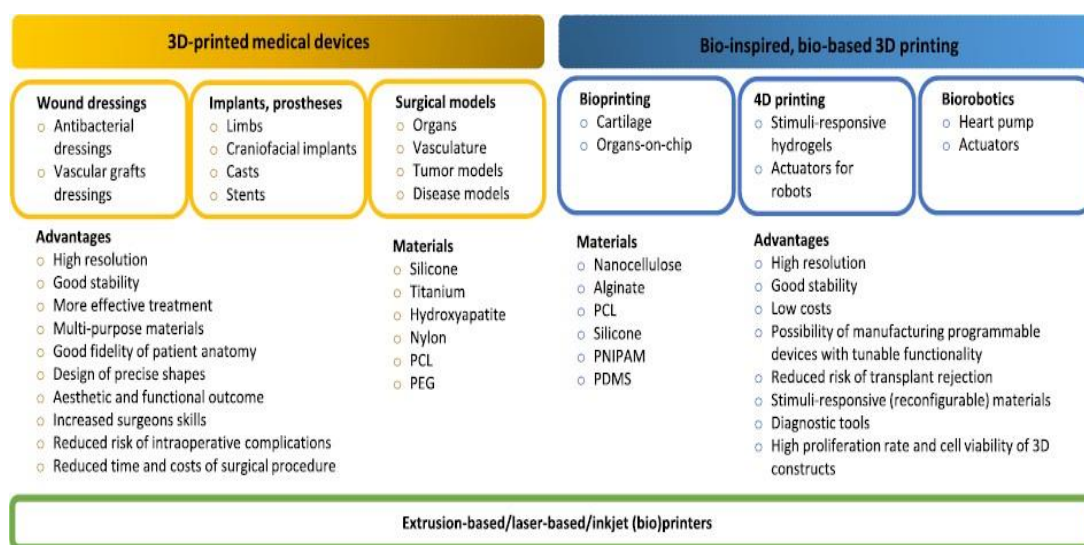 3D-printed medical devices
Bio-inspired, bio-based 3D printing
Wound dressings
Antibacterial
dressings
Vascular grafts
dressings
Implants, prostheses
Limbs
Craniofacial implants
Casts
Stents
Surgical models
Organs
Vasculature
Tumor models
Disease models
Bioprinting
Cartilage
Organs-on-chip
4D printing
Stimuli-responsive
hydrogels
Actuators for
robots
Biorobotics
Heart pump
Actuators
Advantages
High resolution
Good stability
More effective treatment
Multi-purpose materials
Good fidelity of patient anatomy
Design of precise shapes
Aesthetic and functional outcome
Increased surgeons skills
Reduced risk of intraoperative complications
Reduced time and costs of surgical procedure
Materials
Silicone
Titanium
Hydroxyapatite
Nylon
PCL
PEG
Materials
Nanocellulose
Alginate
PCL
Silicone
PNIPAM
PDMS
Advantages
High resolution
Good stability
Low costs
Possibility of manufacturing programmable
devices with tunable functionality
Reduced risk of transplant rejection
Stimuli-responsive (reconfigurable) materials
Diagnostic tools
High proliferation rate and cell viability of 3D
constructs
Extrusion-based/laser-based/inkjet (bio)printers